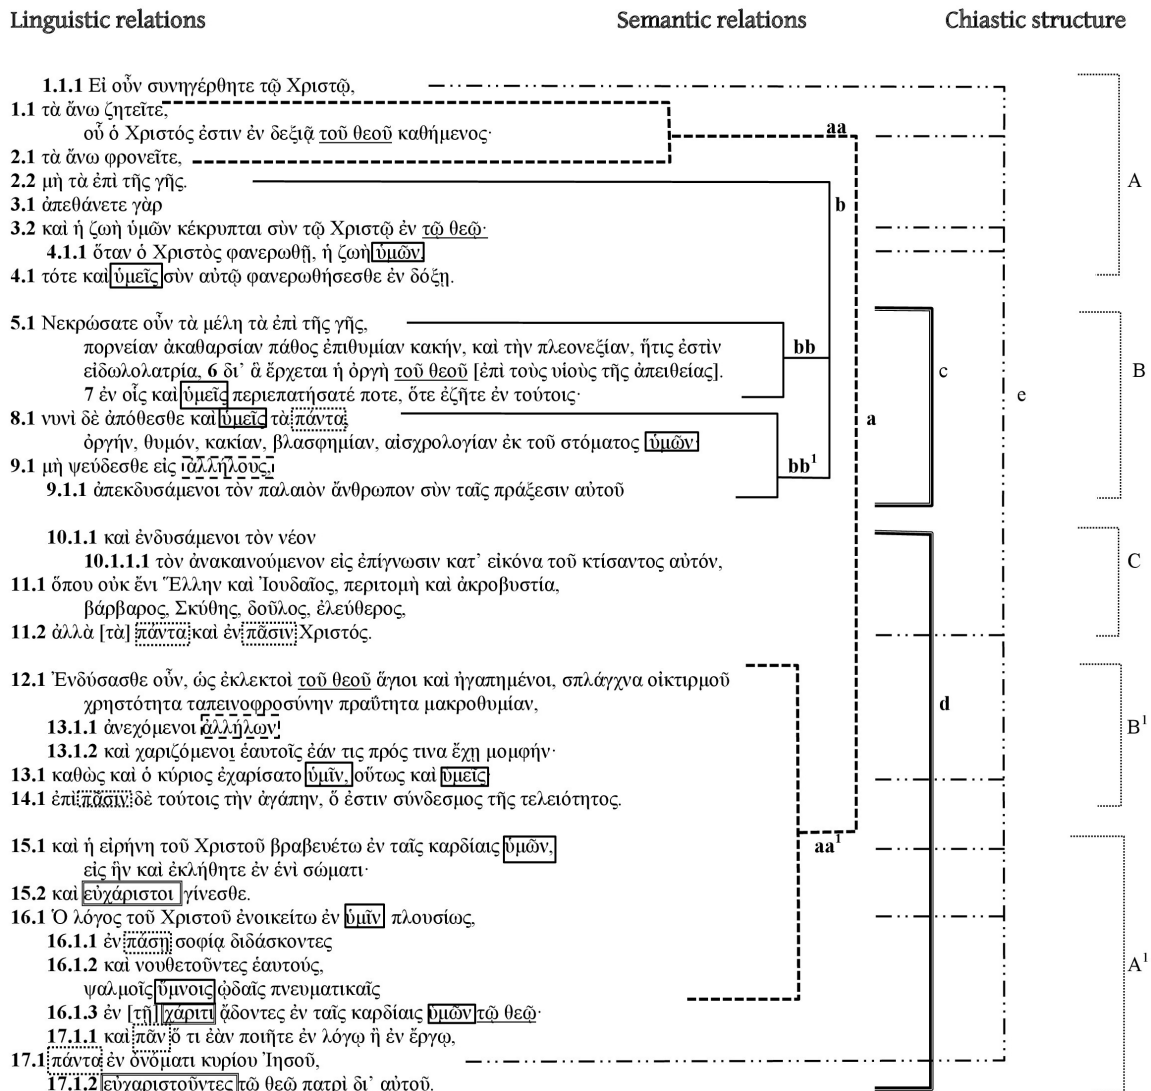 Linguistic relations Semantic relations Chiastic structure
1.1.1 Εἰ οὖν συνηγέρθητε τῷ Χριστῷ,
1.1 τὰ ἄνω ζητεῖτε,
οὗ ὁ Χριστός ἐστιν ἐν δεξιᾷ τοῦ θεοῦ καθήμενος· aa
2.1 τὰ ἄνω φρονεῖτε,
2.2 μὴ τὰ ἐπὶ τῆς γῆς. A
3.1 ἀπεθάνετε γὰρ b
3.2 καὶ ἡ ζωὴ ὑμῶν κέκρυπται σὺν τῷ Χριστῷ ἐν τῷ θεῷ·
4.1.1 ὅταν ὁ Χριστὸς φανερωθῇ, ἡ ζωὴ ὑμῶν,
4.1 τότε καὶ ὑμεῖς σὺν αὐτῷ φανερωθήσεσθε ἐν δόξῃ.
5.1 Νεκρώσατε οὖν τὰ μέλη τὰ ἐπὶ τῆς γῆς,
πορνείαν ἀκαθαρσίαν πάθος ἐπιθυμίαν κακήν, καὶ τὴν πλεονεξίαν, ἥτις ἐστὶν bb
εἰδωλολατρία, 6 δι᾽ ἃ ἔρχεται ἡ ὀργὴ τοῦ θεοῦ [ἐπὶ τοὺς υἱοὺς τῆς ἀπειθείας]. c B
7 ἐν οἷς καὶ ὑμεῖς περιεπατήσατέ ποτε, ὅτε ἐζῆτε ἐν τούτοις· e
8.1 νυνὶ δὲ ἀπόθεσθε καὶ ὑμεῖς τὰ πάντα, a
ὀργήν, θυμόν, κακίαν, βλασφημίαν, αἰσχρολογίαν ἐκ τοῦ στόματος ὑμῶν·
9.1 μὴ ψεύδεσθε εἰς ἀλλήλους, bb1
9.1.1 ἀπεκδυσάμενοι τὸν παλαιὸν ἄνθρωπον σὺν ταῖς πράξεσιν αὐτοῦ
10.1.1 καὶ ἐνδυσάμενοι τὸν νέον
10.1.1.1 τὸν ἀνακαινούμενον εἰς ἐπίγνωσιν κατ᾽ εἰκόνα τοῦ κτίσαντος αὐτόν, C
11.1 ὅπου οὐκ ἔνι Ἕλλην καὶ Ἰουδαῖος, περιτομὴ καὶ ἀκροβυστία,
βάρβαρος, Σκύθης, δοῦλος, ἐλεύθερος,
11.2 ἀλλὰ [τὰ] πάντα καὶ ἐν πᾶσιν Χριστός.
12.1 Ἐνδύσασθε οὖν, ὡς ἐκλεκτοὶ τοῦ θεοῦ ἅγιοι καὶ ἠγαπημένοι, σπλάγχνα οἰκτιρμοῦ
χρηστότητα ταπεινοφροσύνην πραΰτητα μακροθυμίαν, d
13.1.1 ἀνεχόμενοι ἀλλήλων B1
13.1.2 καὶ χαριζόμενοι ἑαυτοῖς ἐάν τις πρός τινα ἔχῃ μομφήν·
13.1 καθὼς καὶ ὁ κύριος ἐχαρίσατο ὑμῖν, οὕτως καὶ ὑμεῖς·
14.1 ἐπὶ πᾶσιν δὲ τούτοις τὴν ἀγάπην, ὅ ἐστιν σύνδεσμος τῆς τελειότητος.
15.1 καὶ ἡ εἰρήνη τοῦ Χριστοῦ βραβευέτω ἐν ταῖς καρδίαις ὑμῶν, aa1
εἰς ἣν καὶ ἐκλήθητε ἐν ἑνὶ σώματι·
15.2 καὶ εὐχάριστοι γίνεσθε.
16.1 Ὁ λόγος τοῦ Χριστοῦ ἐνοικείτω ἐν ὑμῖν πλουσίως,
16.1.1 ἐν πάσῃ σοφίᾳ διδάσκοντες
16.1.2 καὶ νουθετοῦντες ἑαυτούς, A1
ψαλμοῖς ὕμνοις ᾠδαῖς πνευματικαῖς
16.1.3 ἐν [τῇ] χάριτι ᾄδοντες ἐν ταῖς καρδίαις ὑμῶν τῷ θεῷ·
17.1.1 καὶ πᾶν ὅ τι ἐὰν ποιῆτε ἐν λόγῳ ἢ ἐν ἔργῳ,
17.1 πάντα ἐν ὀνόματι κυρίου Ἰησοῦ,
17.1.2 εὐχαριστοῦντες τῷ θεῷ πατρὶ δι᾽ αὐτοῦ.